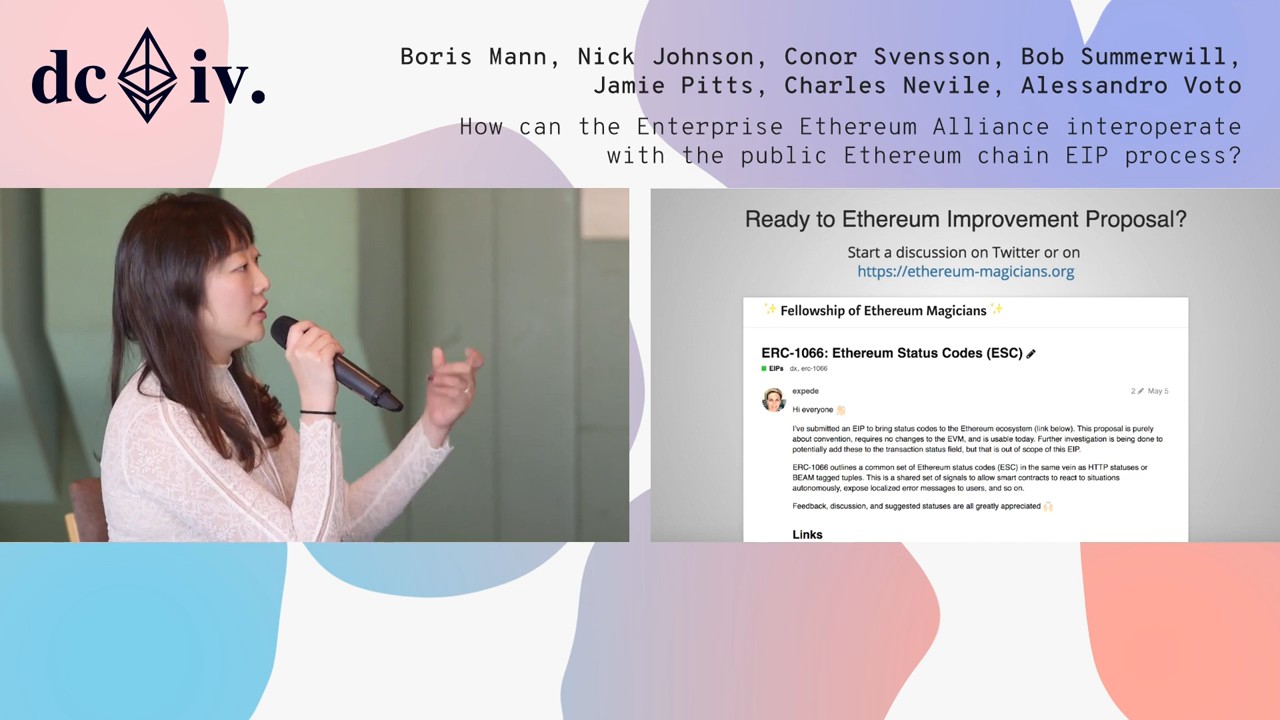 dc iv.
Boris Mann, Nick Johnson, Conor Svensson, Bob Summerwill,
Jamie Pitts, Charles Nevile, Alessandro Voto
How can the Enterprise Ethereum Alliance interoperate
with the public Ethereum chain EIP process?
Ready to Ethereum Improvement Proposal?
Start a discussion on Twitter or on
https://ethereum-magicians.org
✨ Fellowship of Ethereum Magicians ✨
ERC-1066: Ethereum Status Codes (ESC)
EIPs dx, erc-1066
expede 2 May 5
Hi everyone 👋🏻
I've submitted an EIP to bring status codes to the Ethereum ecosystem (link below). This proposal is purely
about convention, requires no changes to the EVM, and is usable today. Further investigation is being done to
potentially add these to the transaction status field, but that is out of scope of this EIP.
ERC-1066 outlines a common set of Ethereum status codes (ESC) in the same vein as HTTP statuses or
BEAM tagged tuples. This is a shared set of signals to allow smart contracts to react to situations
autonomously, expose localized error messages to users, and so on.
Feedback, discussion, and suggested statuses are all greatly appreciated 🙌🏻
Links